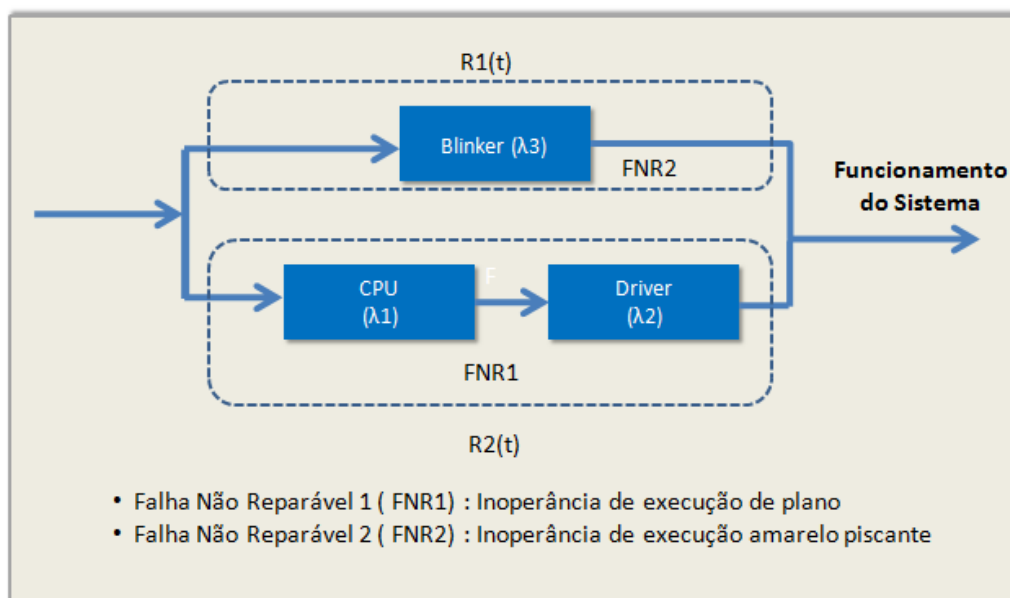 R1(t)
Blinker (λ3)
FNR2
Funcionamento
do Sistema
F
CPU
(λ1)
Driver
(λ2)
FNR1
R2(t)
• Falha Não Reparável 1 ( FNR1) : Inoperância de execução de plano
• Falha Não Reparável 2 ( FNR2) : Inoperância de execução amarelo piscante